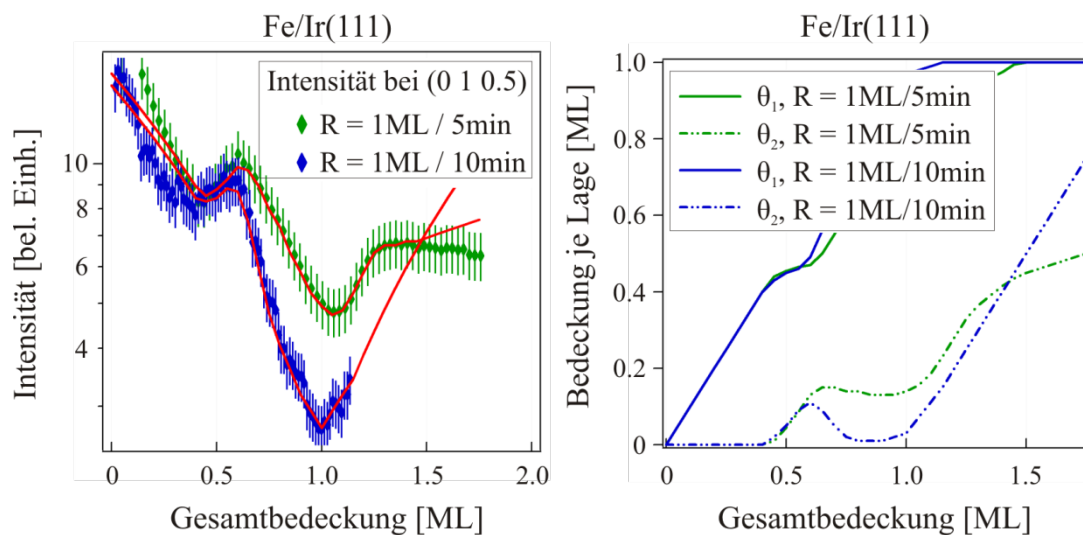 Fe/Ir(111)
Intensität bei (0 1 0.5)
R = 1ML / 5min
R = 1ML / 10min
Intensität [bel. Einh.]
10
8
6
4
0
0.5
1.0
1.5
2.0
Gesamtbedeckung [ML]
Fe/Ir(111)
θ₁, R = 1ML/5min
θ₂, R = 1ML/5min
θ₁, R = 1ML/10min
θ₂, R = 1ML/10min
Bedeckung je Lage [ML]
1.0
0.8
0.6
0.4
0.2
0
0
0.5
1.0
1.5
Gesamtbedeckung [ML]